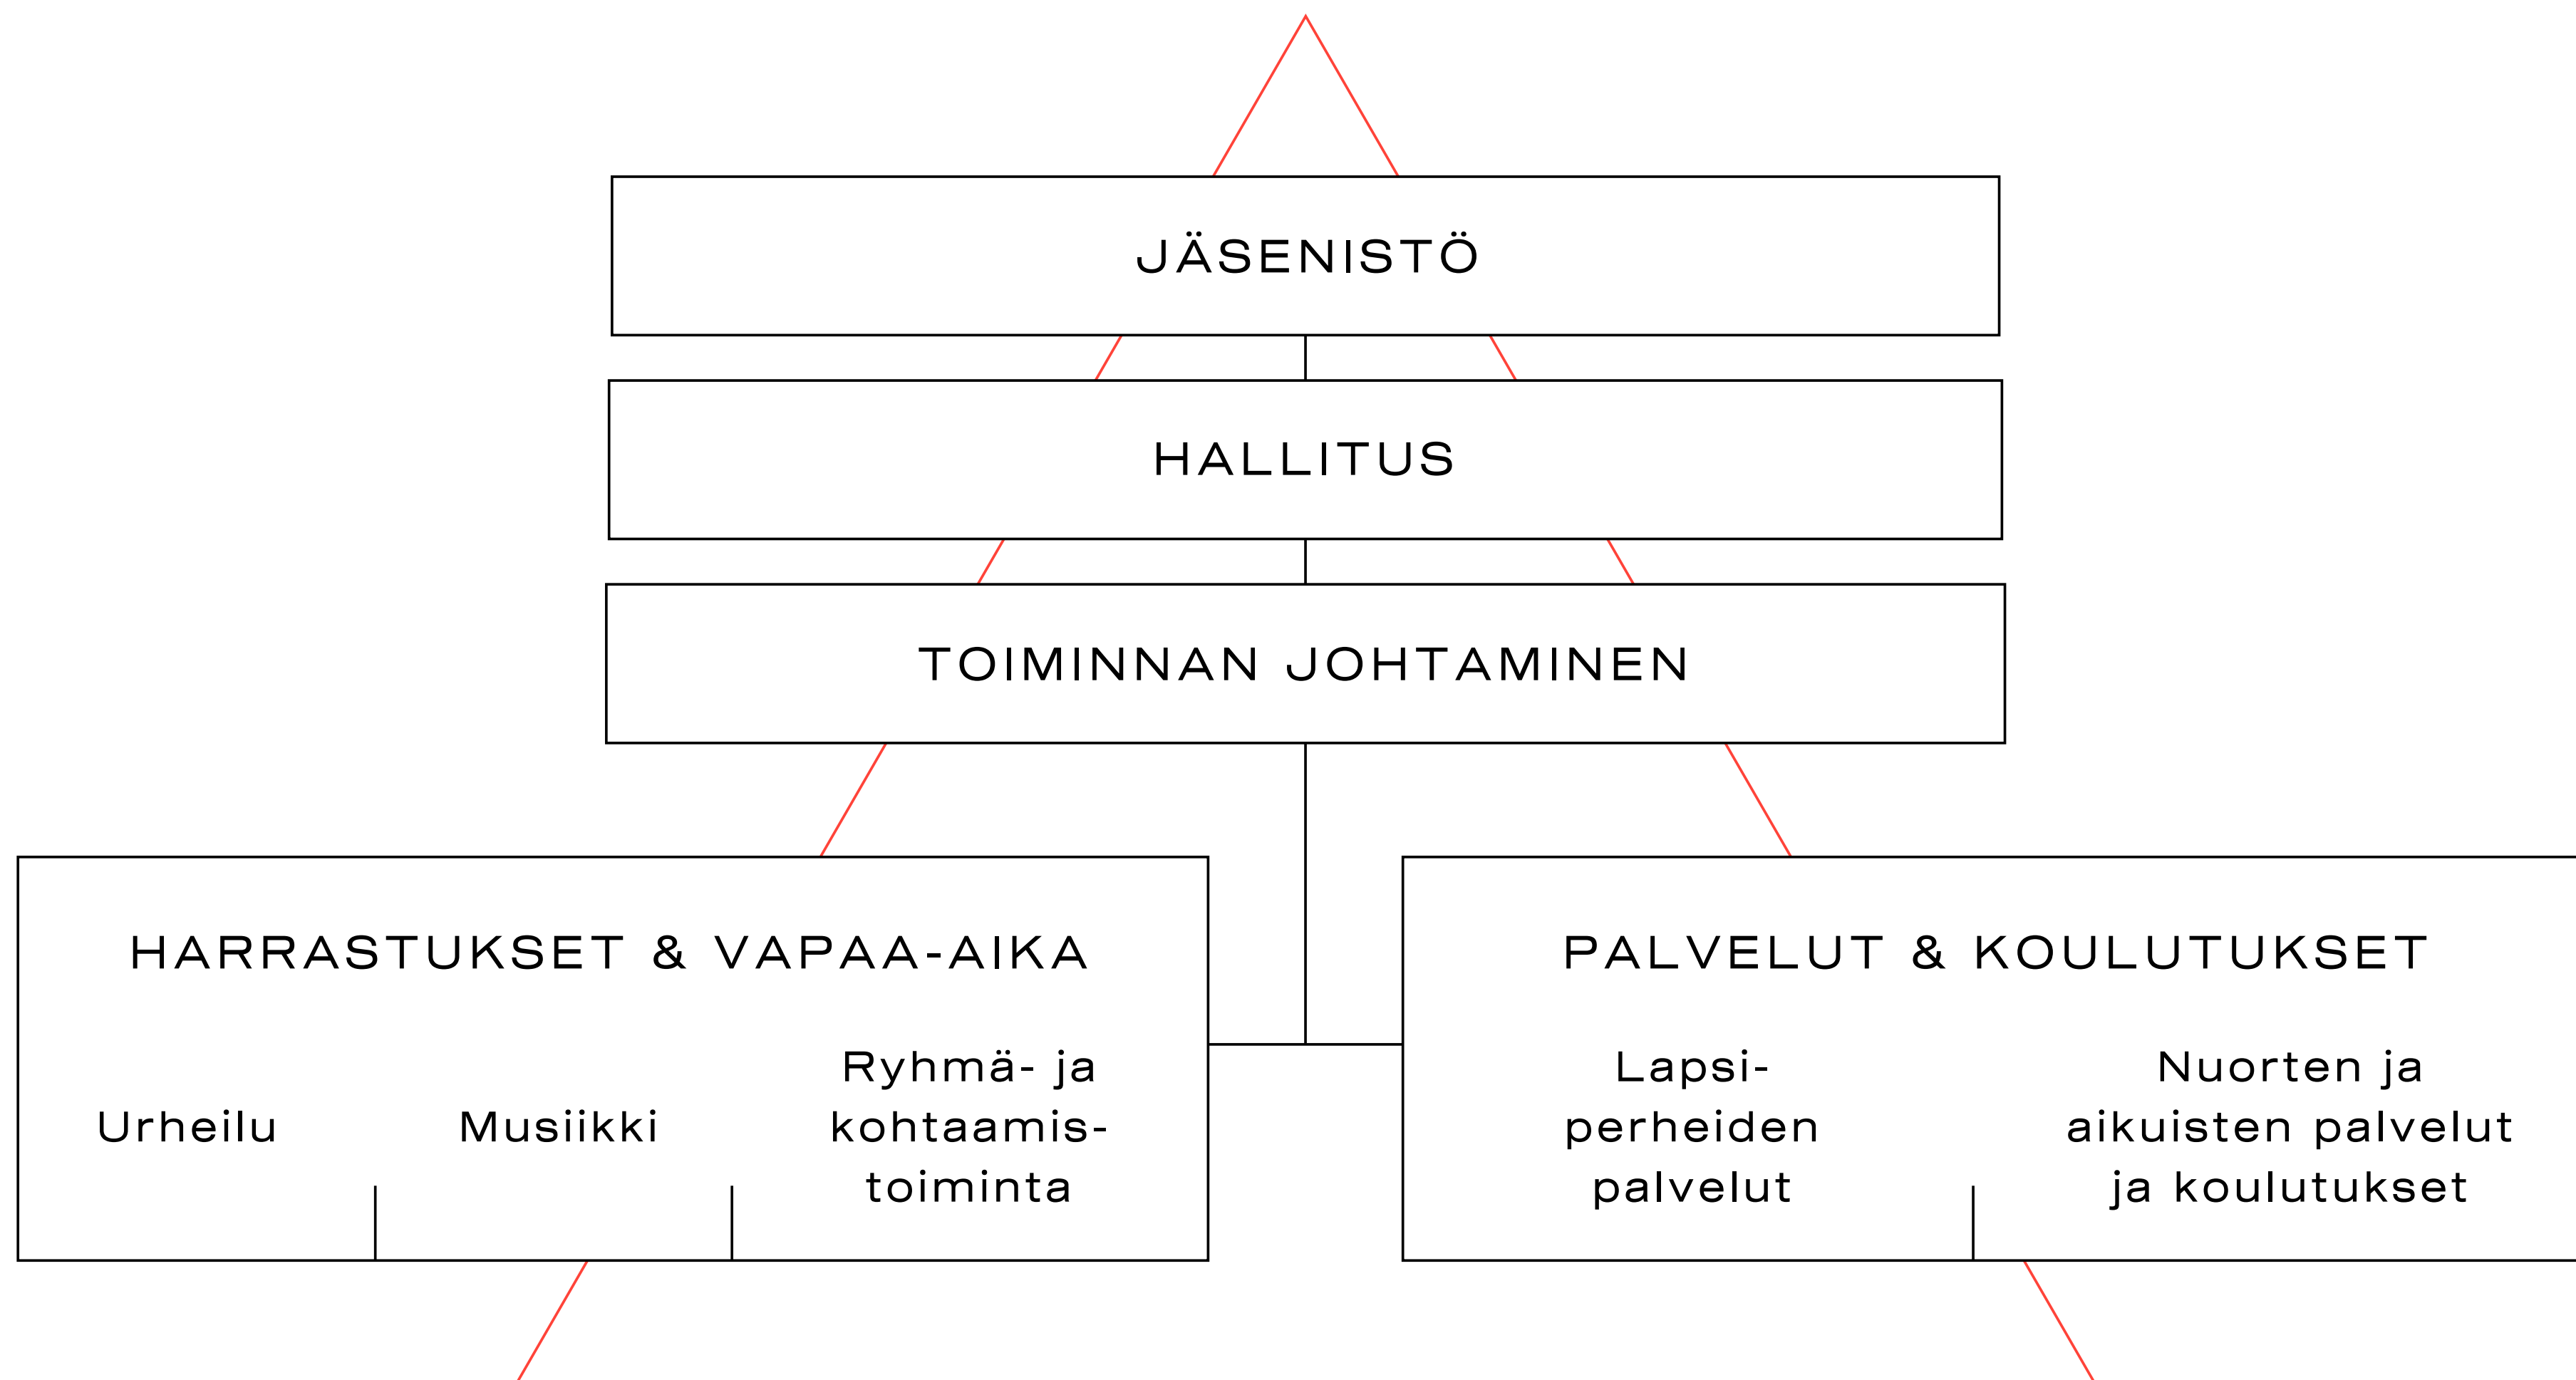 JÄSENISTÖ
HALLITUS
TOIMINNAN JOHTAMINEN
HARRASTUKSET & VAPAA-AIKA
Urheilu
Musiikki
Ryhmä- ja
kohtaamis-
toiminta
PALVELUT & KOULUTUKSET
Lapsi-
perheiden
palvelut
Nuorten ja
aikuisten palvelut
ja koulutukset